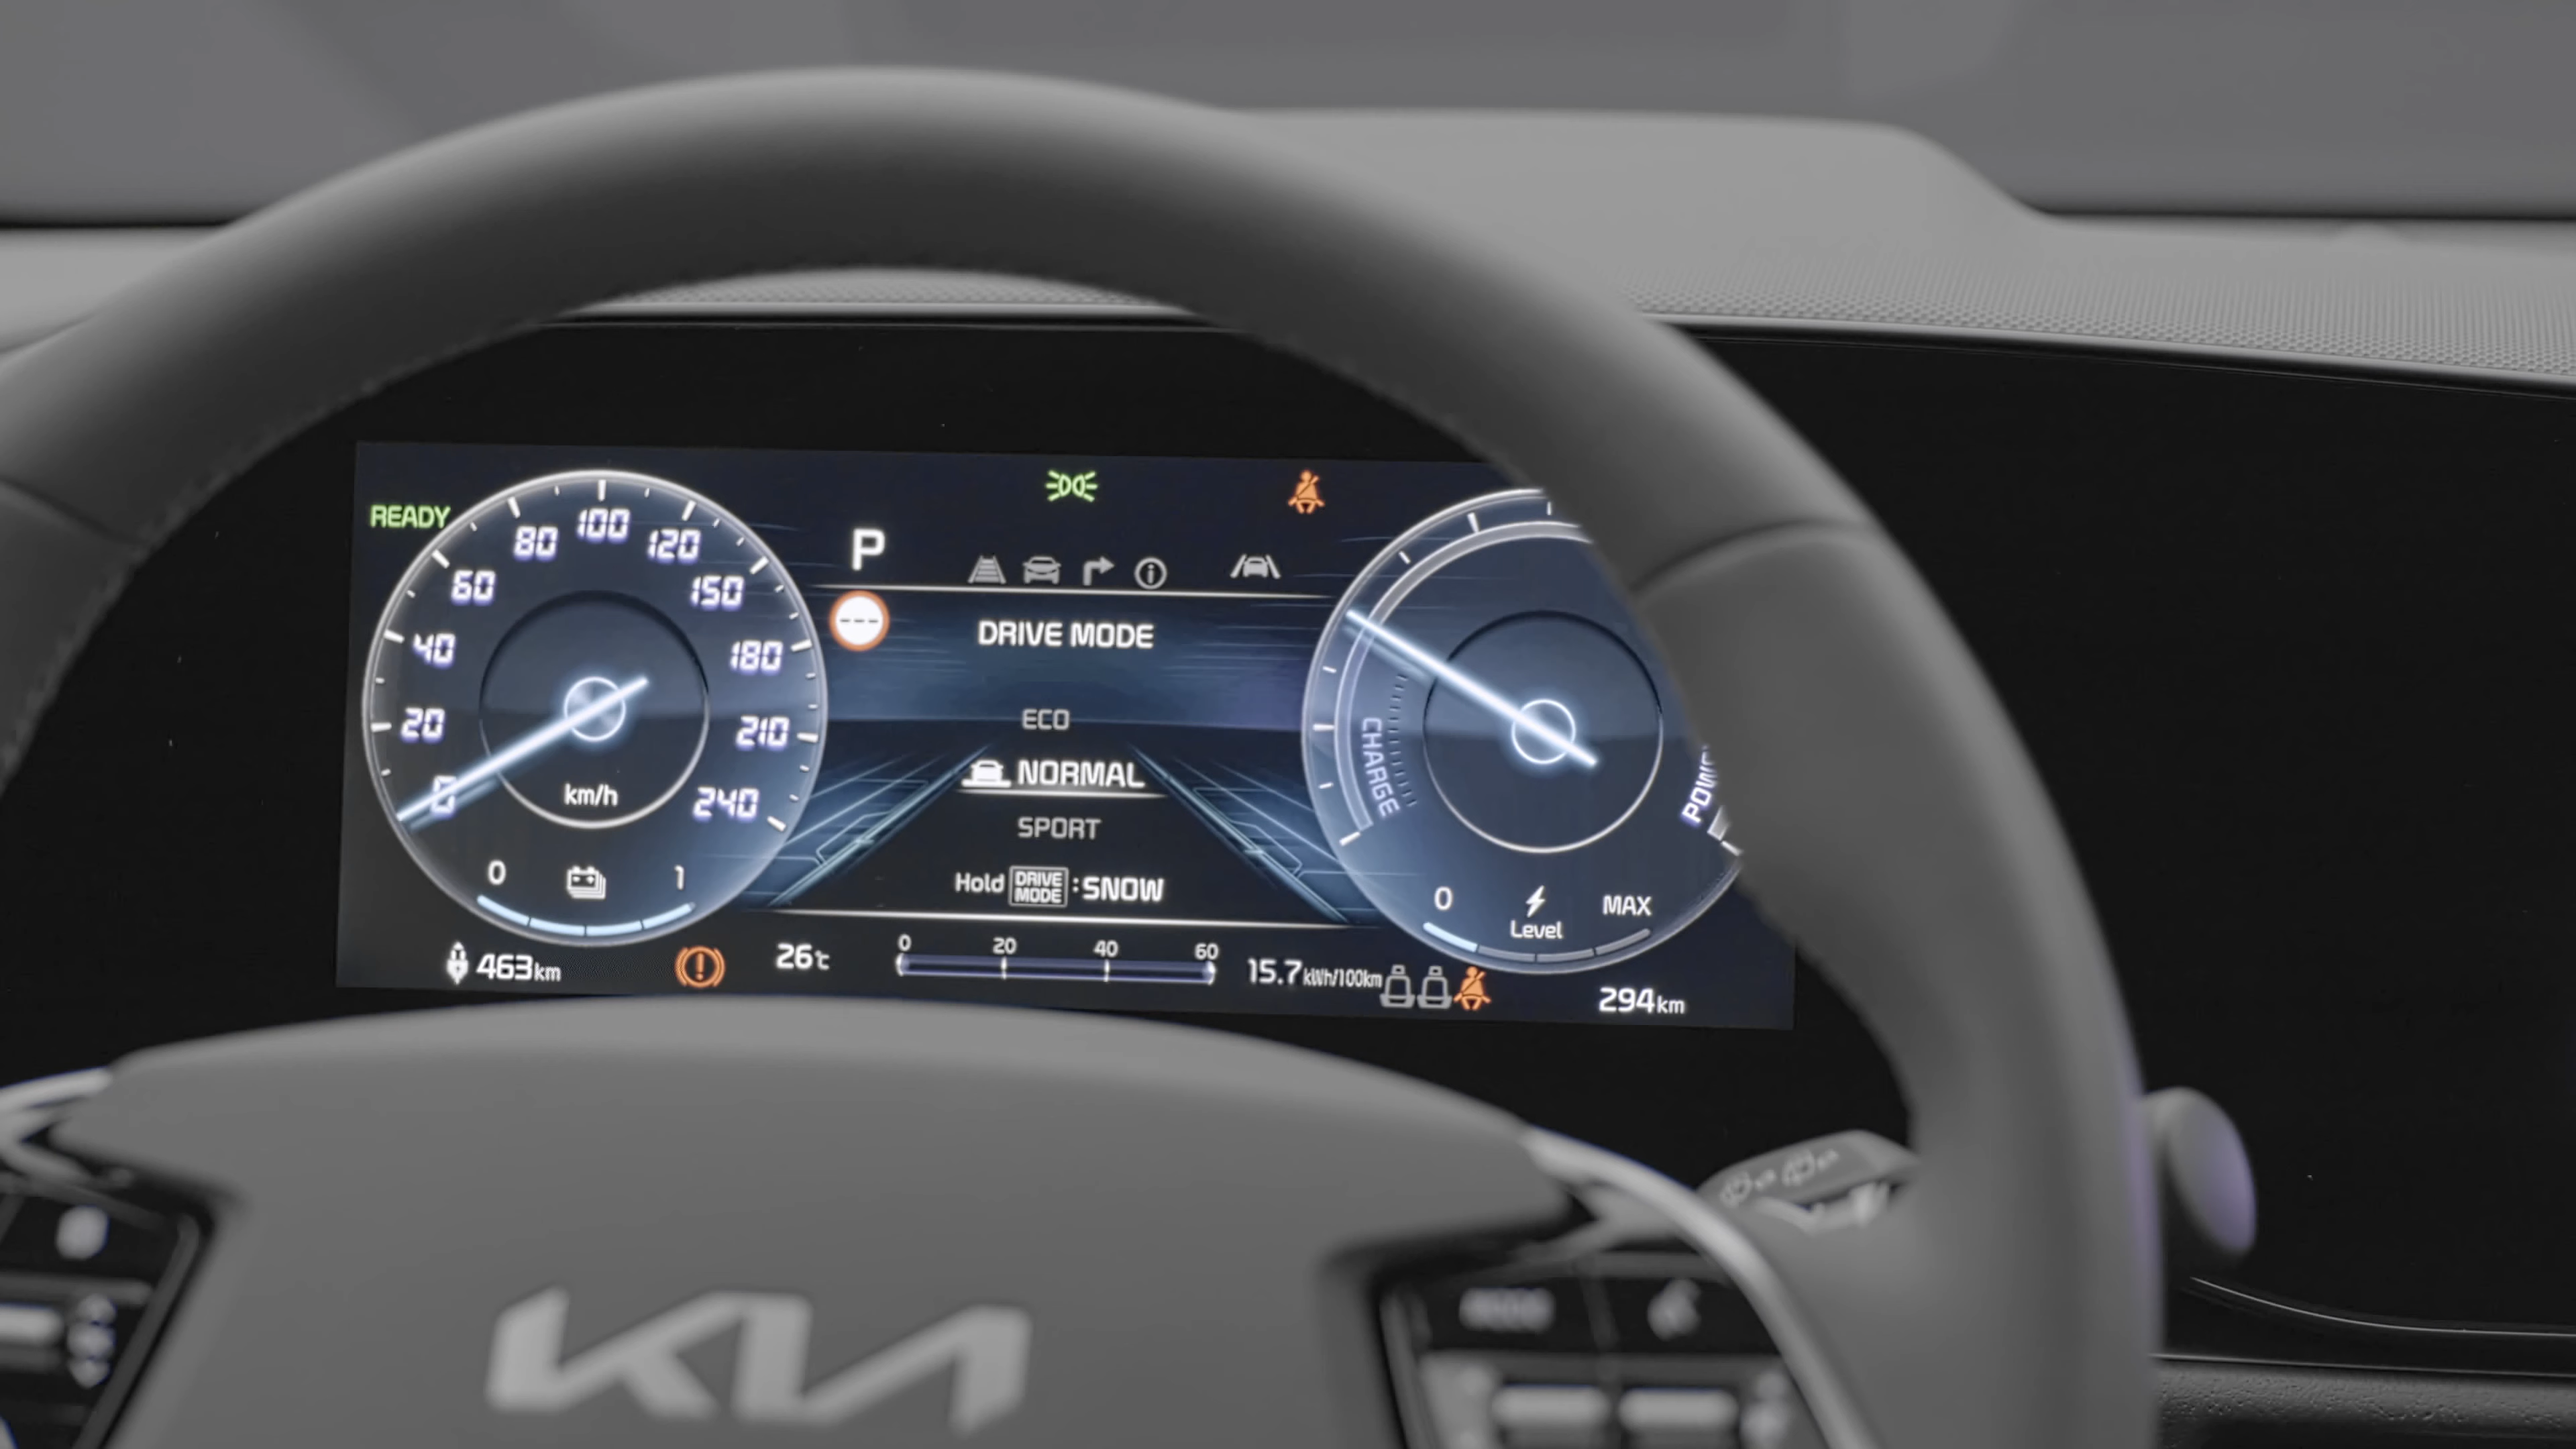 READY
0
20
40
60
80
100
120
150
180
210
240
km/h
0 1
463km
P
---
DRIVE MODE
ECO
NORMAL
SPORT
Hold DRIVE MODE : SNOW
26℃
0 20 40 60
15.7kWh/100km
CHARGE
0 Level MAX
294km
KIA